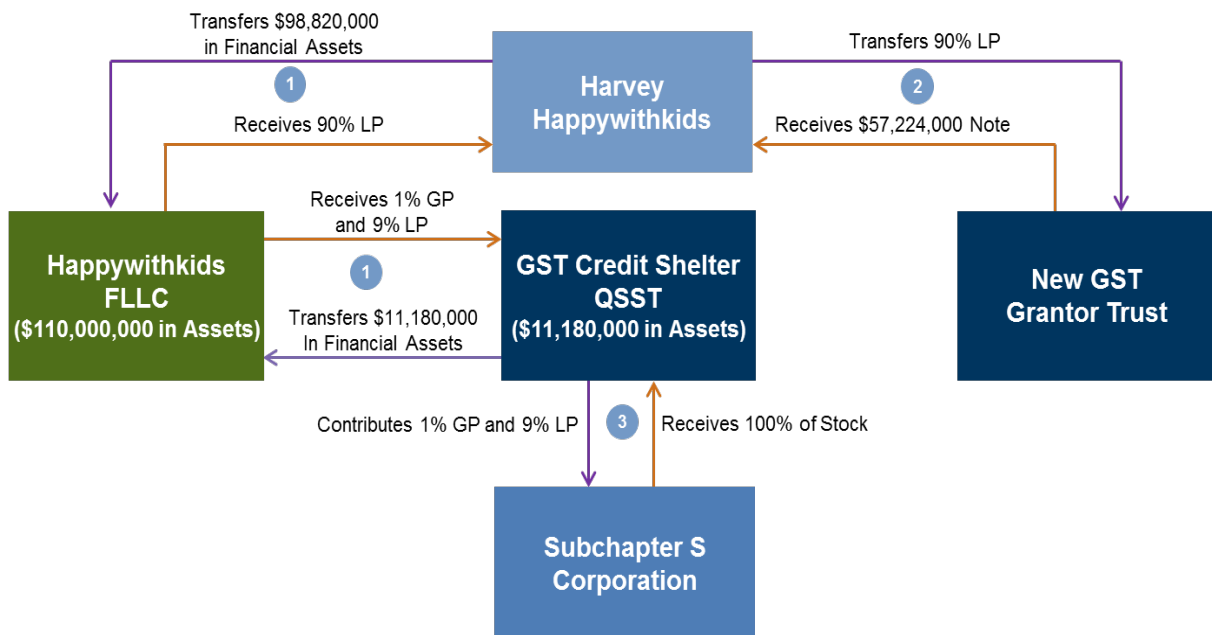 Transfers $98,820,000
in Financial Assets
1
Receives 90% LP
Harvey
Happywithkids
Transfers 90% LP
2
Receives $57,224,000 Note
Receives 1% GP
and 9% LP
1
Transfers $11,180,000
In Financial Assets
Happywithkids
FLLC
($110,000,000 in Assets)
GST Credit Shelter
QSST
($11,180,000 in Assets)
New GST
Grantor Trust
Contributes 1% GP and 9% LP
3
Receives 100% of Stock
Subchapter S
Corporation